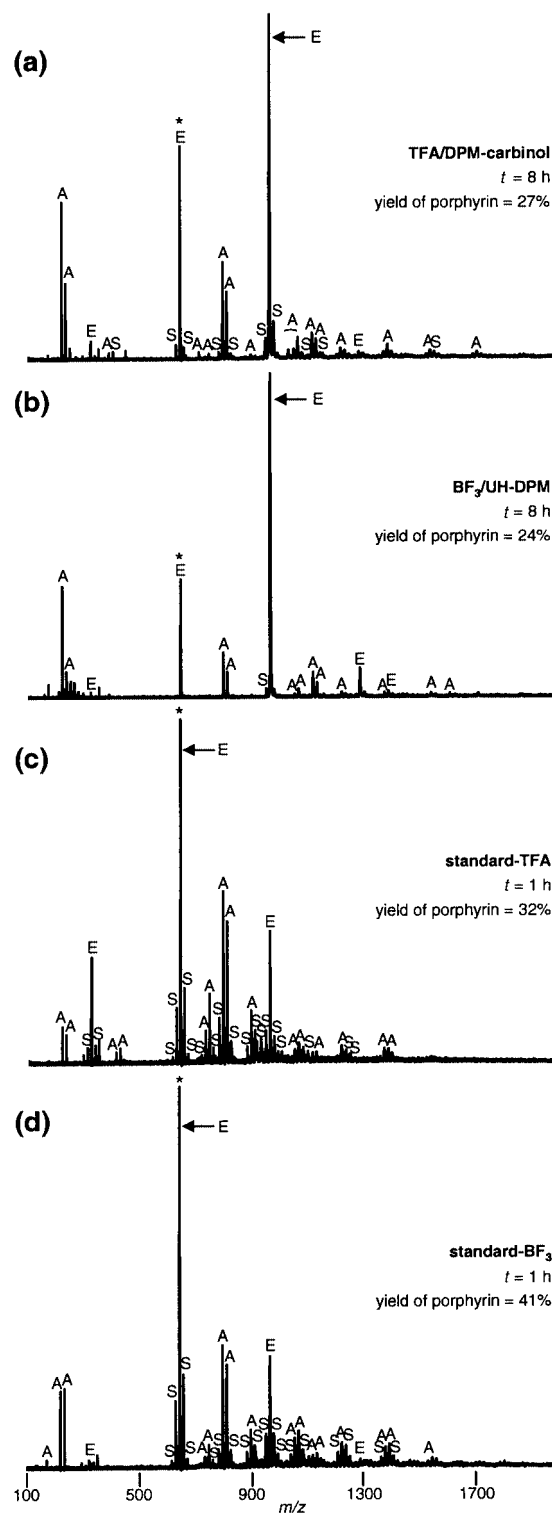 (a)
E
*
E
TFA/DPM-carbinol
t = 8 h
yield of porphyrin = 27%
A
A
A
A
E
A S
S
S
A
A
S
S
A
S
S
A
A
A
S
S
A
E
A
A
S
A
(b)
E
BF3/UH-DPM
t = 8 h
yield of porphyrin = 24%
*
E
A
A
E
A
A
S
A
A
A
A
A
A
E
A
A
(c)
*
E
standard-TFA
t = 1 h
yield of porphyrin = 32%
A
A
E
E
(d)
*
E
standard-BF3
t = 1 h
yield of porphyrin = 41%
A
A
A
A
E
A
E
S
S
E
A
100 500 900 1300 1700
m/z